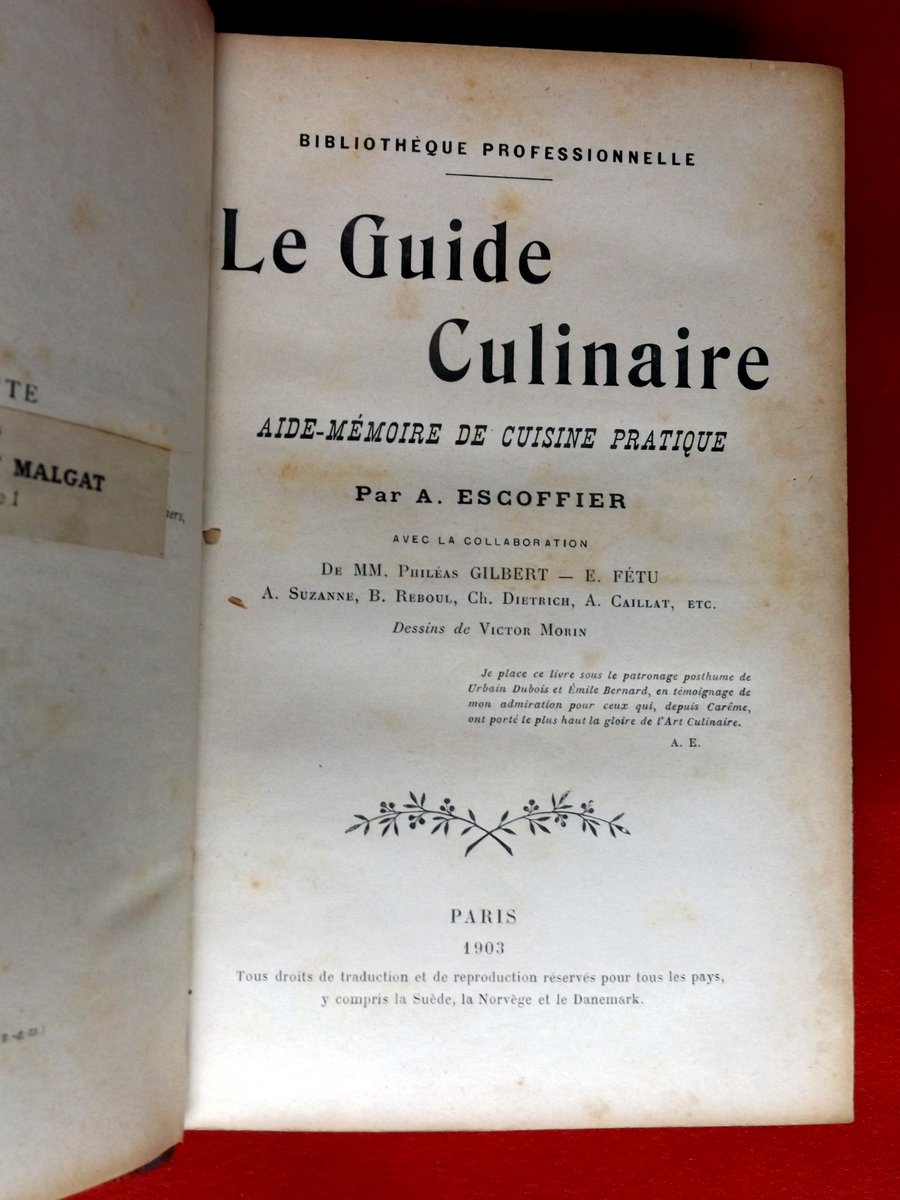 TE
MALGAT
BIBLIOTHÈQUE PROFESSIONNELLE
Le Guide
Culinaire
AIDE-MÉMOIRE DE CUISINE PRATIQUE
Par A. ESCOFFIER
AVEC LA COLLABORATION
De MM. Philéas GILBERT — E. FÉTU
A. Suzanne, B. Reboul, Ch. Dietrich, A. Caillat, etc.
Dessins de Victor Morin
Je place ce livre sous le patronage posthume de
Urbain Dubois et Émile Bernard, en témoignage de
mon admiration pour ceux qui, depuis Carême,
ont porté le plus haut la gloire de l'Art Culinaire.
A. E.
PARIS
1903
Tous droits de traduction et de reproduction réservés pour tous les pays,
y compris la Suède, la Norvège et le Danemark.